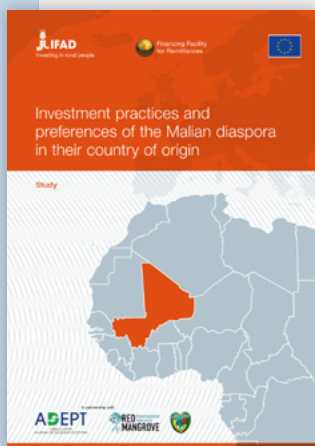 IFAD
Investing in rural people
Financing Facility
for Remittances
Investment practices and
preferences of the Malian diaspora
in their country of origin
Study
In partnership with
ADEPT
RED
MANGROVE